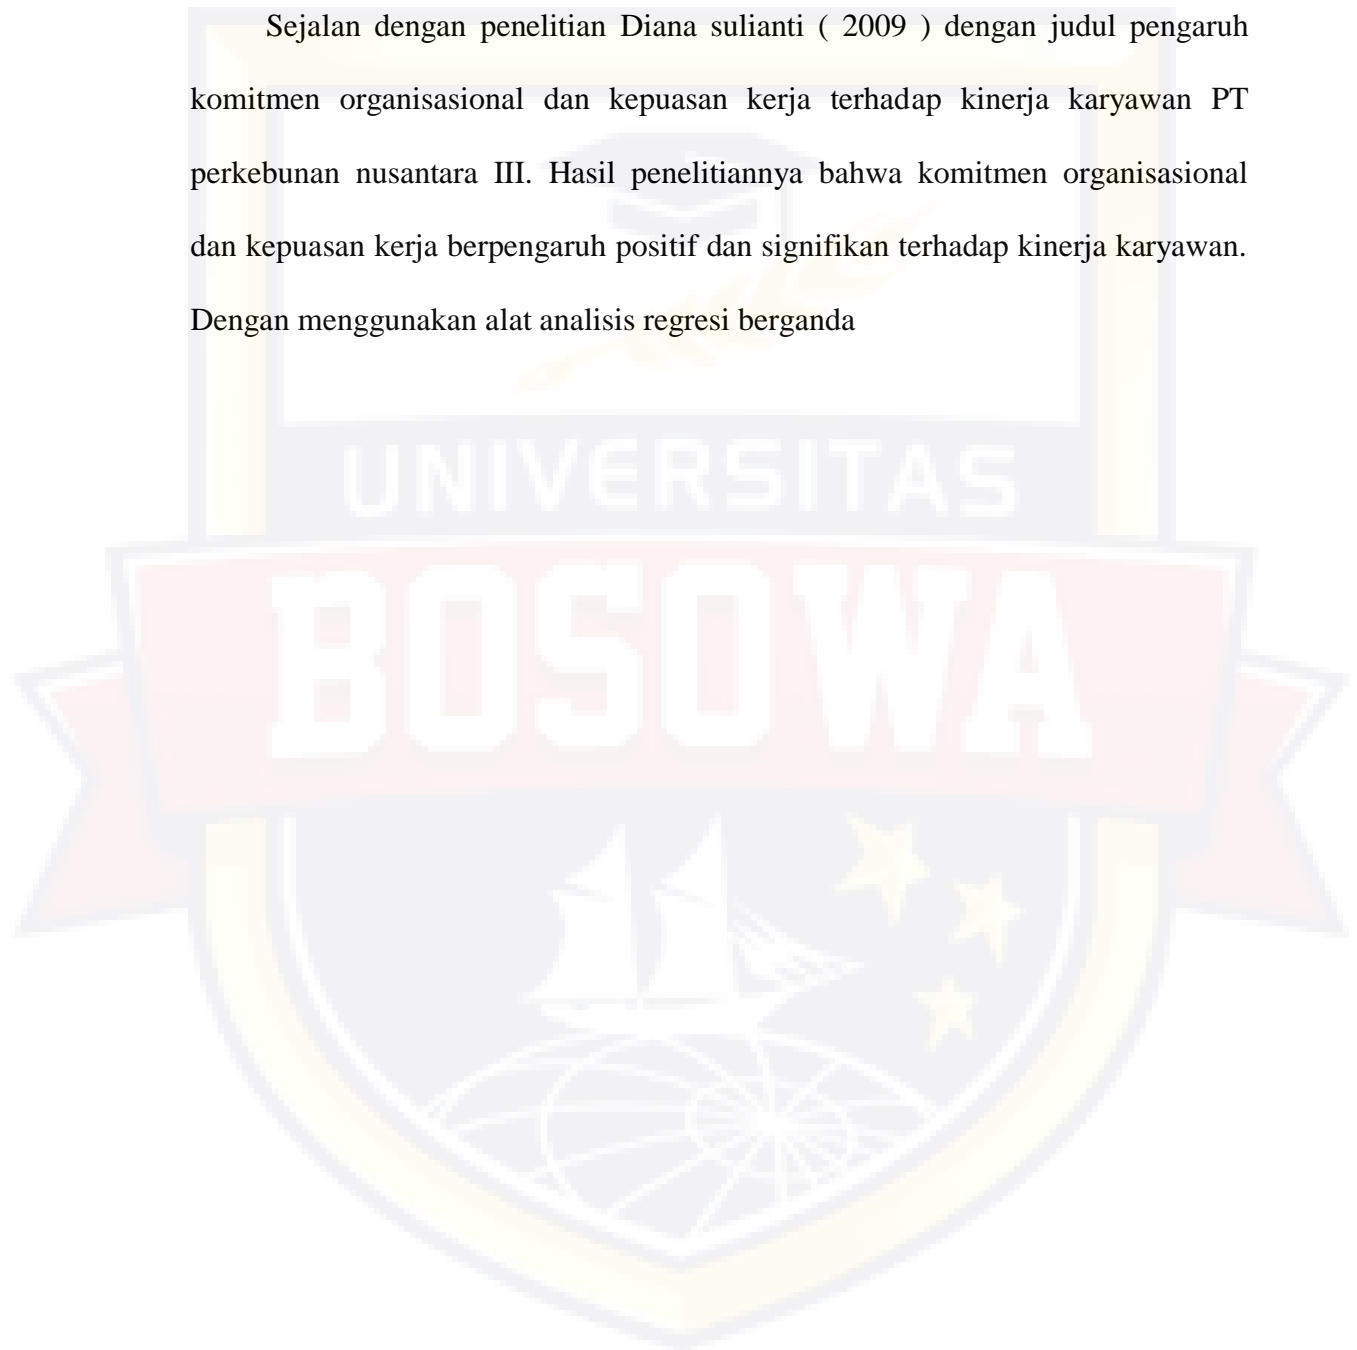 Sejalan dengan penelitian Diana sulianti ( 2009 ) dengan judul pengaruh
komitmen organisasional dan kepuasan kerja terhadap kinerja karyawan PT
perkebunan nusantara III. Hasil penelitiannya bahwa komitmen organisasional
dan kepuasan kerja berpengaruh positif dan signifikan terhadap kinerja karyawan.
Dengan menggunakan alat analisis regresi berganda
UNIVERSITAS
BOSOWA